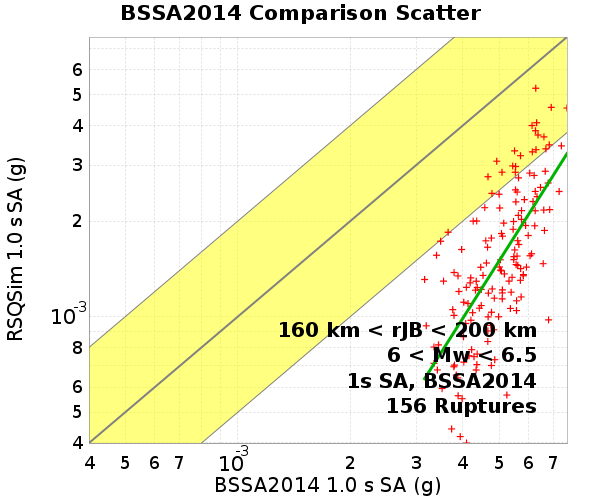 BSSA2014 Comparison Scatter
RSQSim 1.0 s SA (g)
6
5
4
3
2
10-3
8
6
5
4
160 km < rJB < 200 km
6 < Mw < 6.5
1s SA, BSSA2014
156 Ruptures
4 5 6 7 10-3 2 3 4 5 6 7
BSSA2014 1.0 s SA (g)